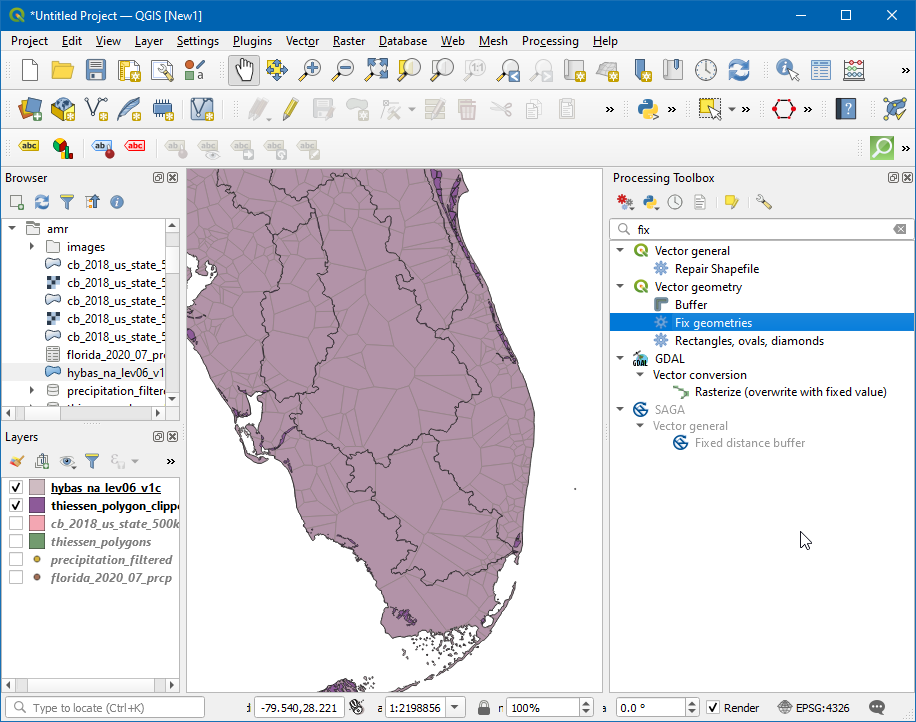 *Untitled Project — QGIS [New1]
Project Edit View Layer Settings Plugins Vector Raster Database Web Mesh Processing Help
Browser
amr
images
cb_2018_us_state_5
cb_2018_us_state_5
cb_2018_us_state_5
cb_2018_us_state_5
cb_2018_us_state_5
florida_2020_07_pr
hybas_na_lev06_v1
precipitation_filter
Layers
hybas_na_lev06_v1c
thiessen_polygon_clipp
cb_2018_us_state_500k
thiessen_polygons
precipitation_filtered
florida_2020_07_prcp
Processing Toolbox
fix
Vector general
Repair Shapefile
Vector geometry
Buffer
Fix geometries
Rectangles, ovals, diamonds
GDAL
Vector conversion
Rasterize (overwrite with fixed value)
SAGA
Vector general
Fixed distance buffer
Type to locate (Ctrl+K) -79.540,28.221 1:2198856 100% 0.0 ° Render EPSG:4326